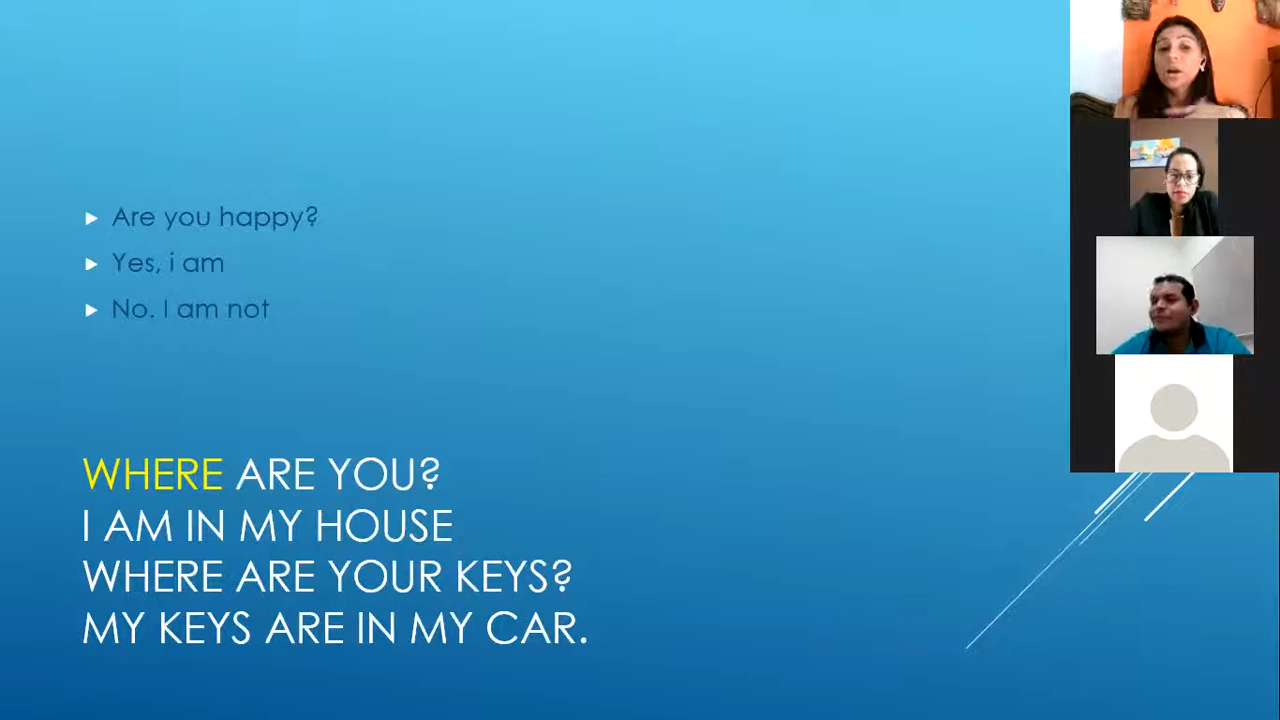 Are you happy?
Yes, i am
No. I am not
WHERE ARE YOU?
I AM IN MY HOUSE
WHERE ARE YOUR KEYS?
MY KEYS ARE IN MY CAR.